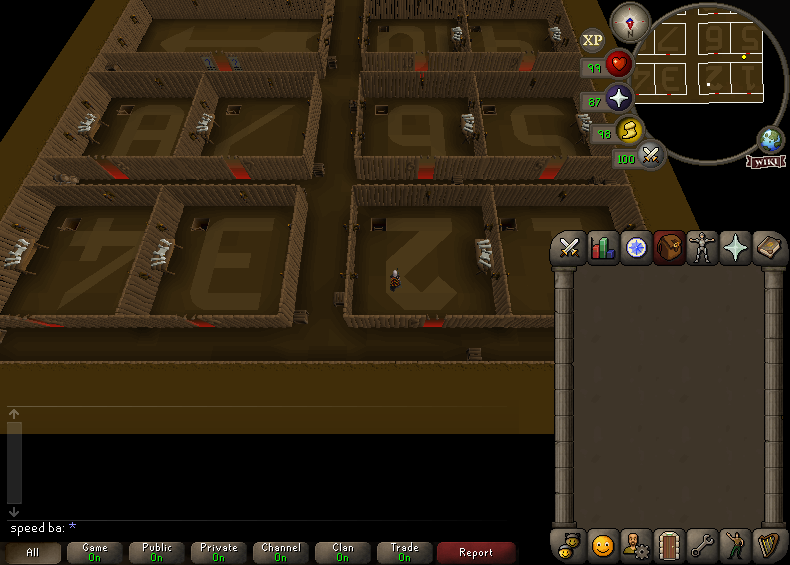 XP
99
87
98
100
WIKI
speed ba: *
All
Game
On
Public
On
Private
On
Channel
On
Clan
On
Trade
On
Report